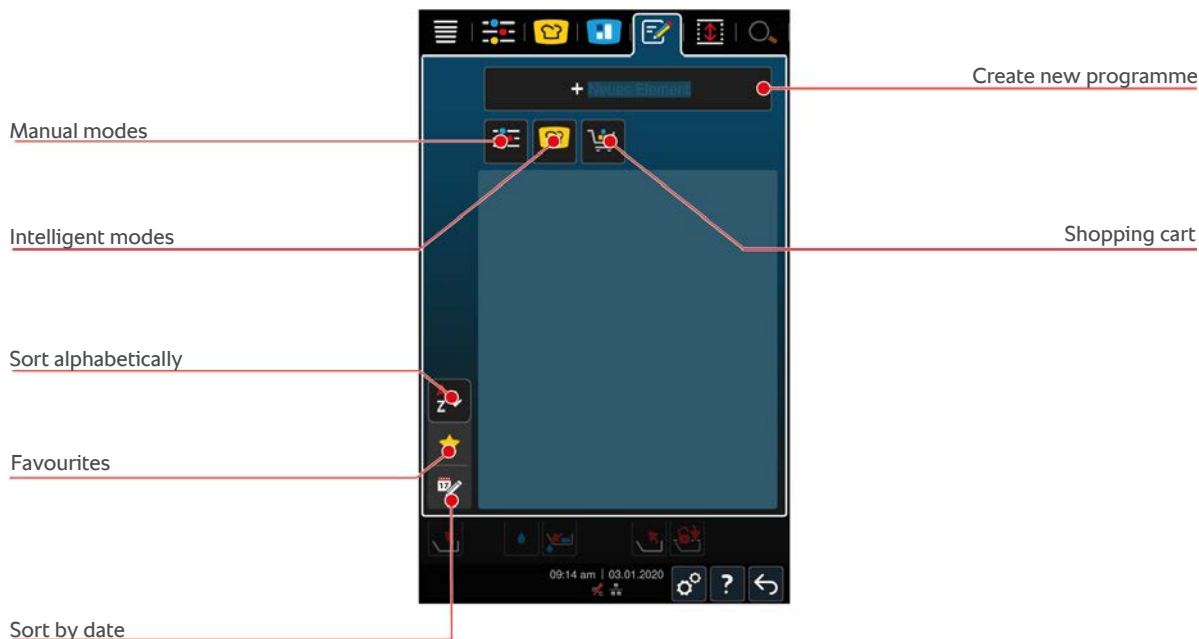 Create new programme
+ Neues Element
Manual modes
Intelligent modes
Shopping cart
Sort alphabetically
Z
Favourites
17
Sort by date
09:14 am | 03.01.2020
?